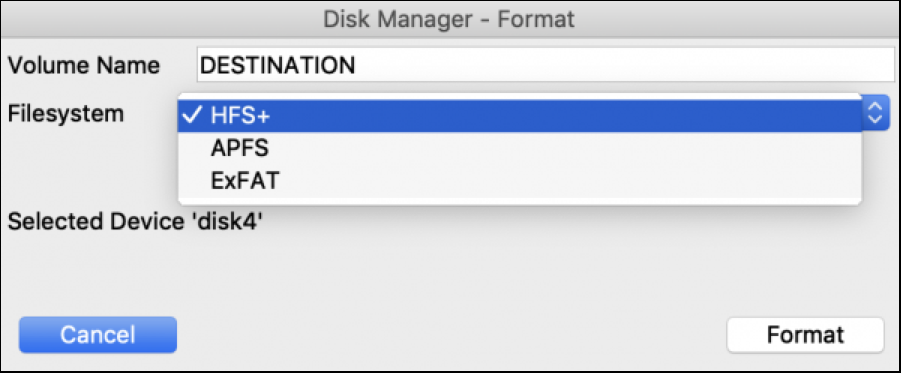 Disk Manager - Format
Volume Name DESTINATION
Filesystem ✓ HFS+
APFS
ExFAT
Selected Device 'disk4'
Cancel Format